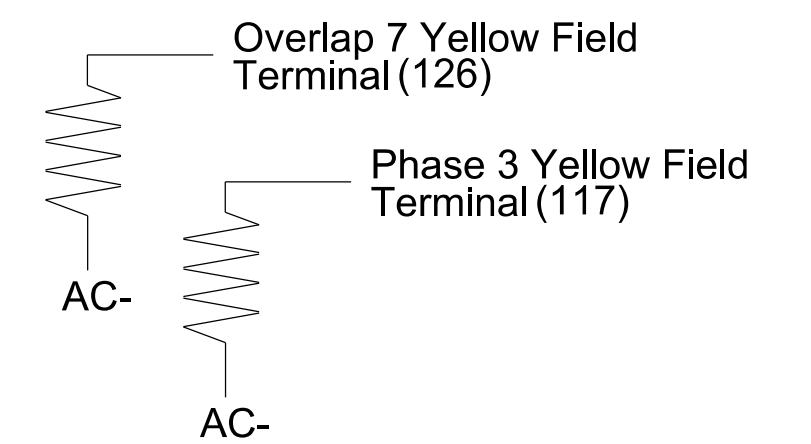 Overlap 7 Yellow Field
Terminal (126)
Phase 3 Yellow Field
Terminal (117)
AC-
AC-